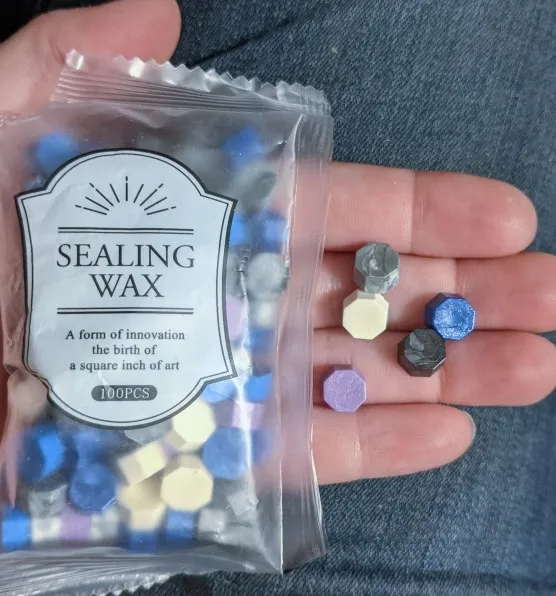 SEALING
WAX
A form of innovation
the birth of
a square inch of art
100PCS